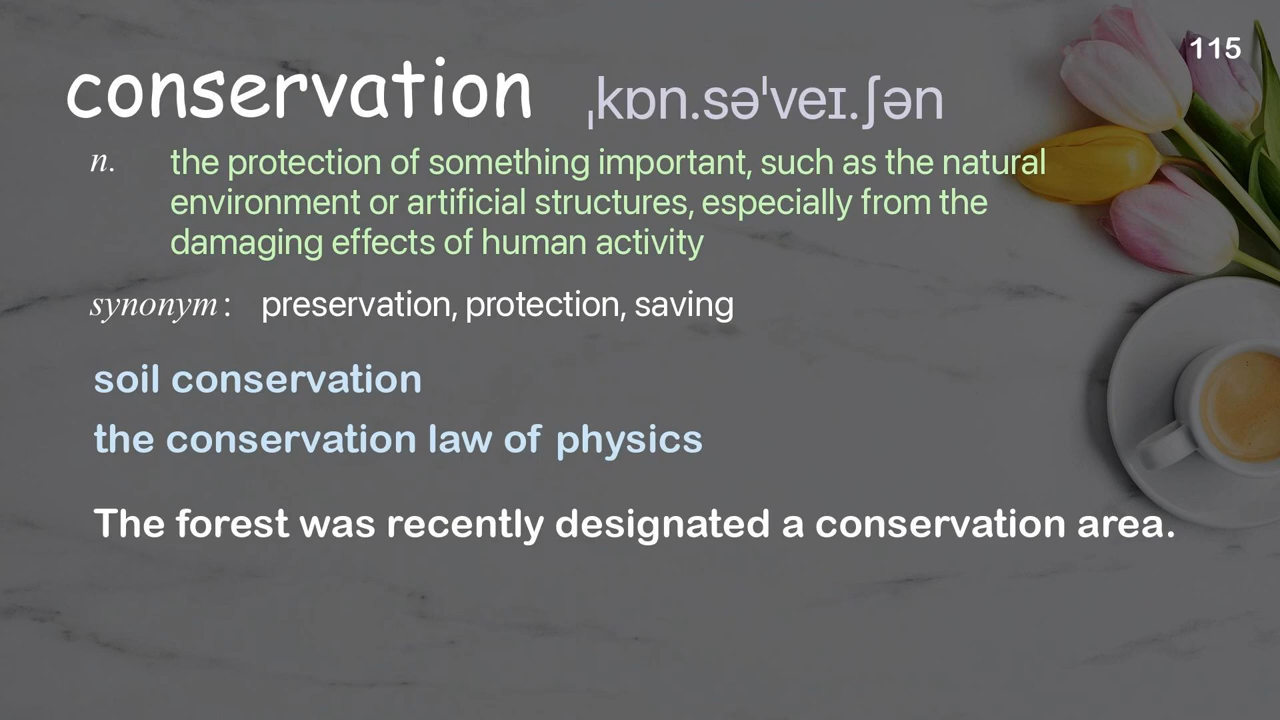 115
conservation ˌkɒn.səˈveɪ.ʃən
n. the protection of something important, such as the natural
environment or artificial structures, especially from the
damaging effects of human activity
synonym: preservation, protection, saving
soil conservation
the conservation law of physics
The forest was recently designated a conservation area.